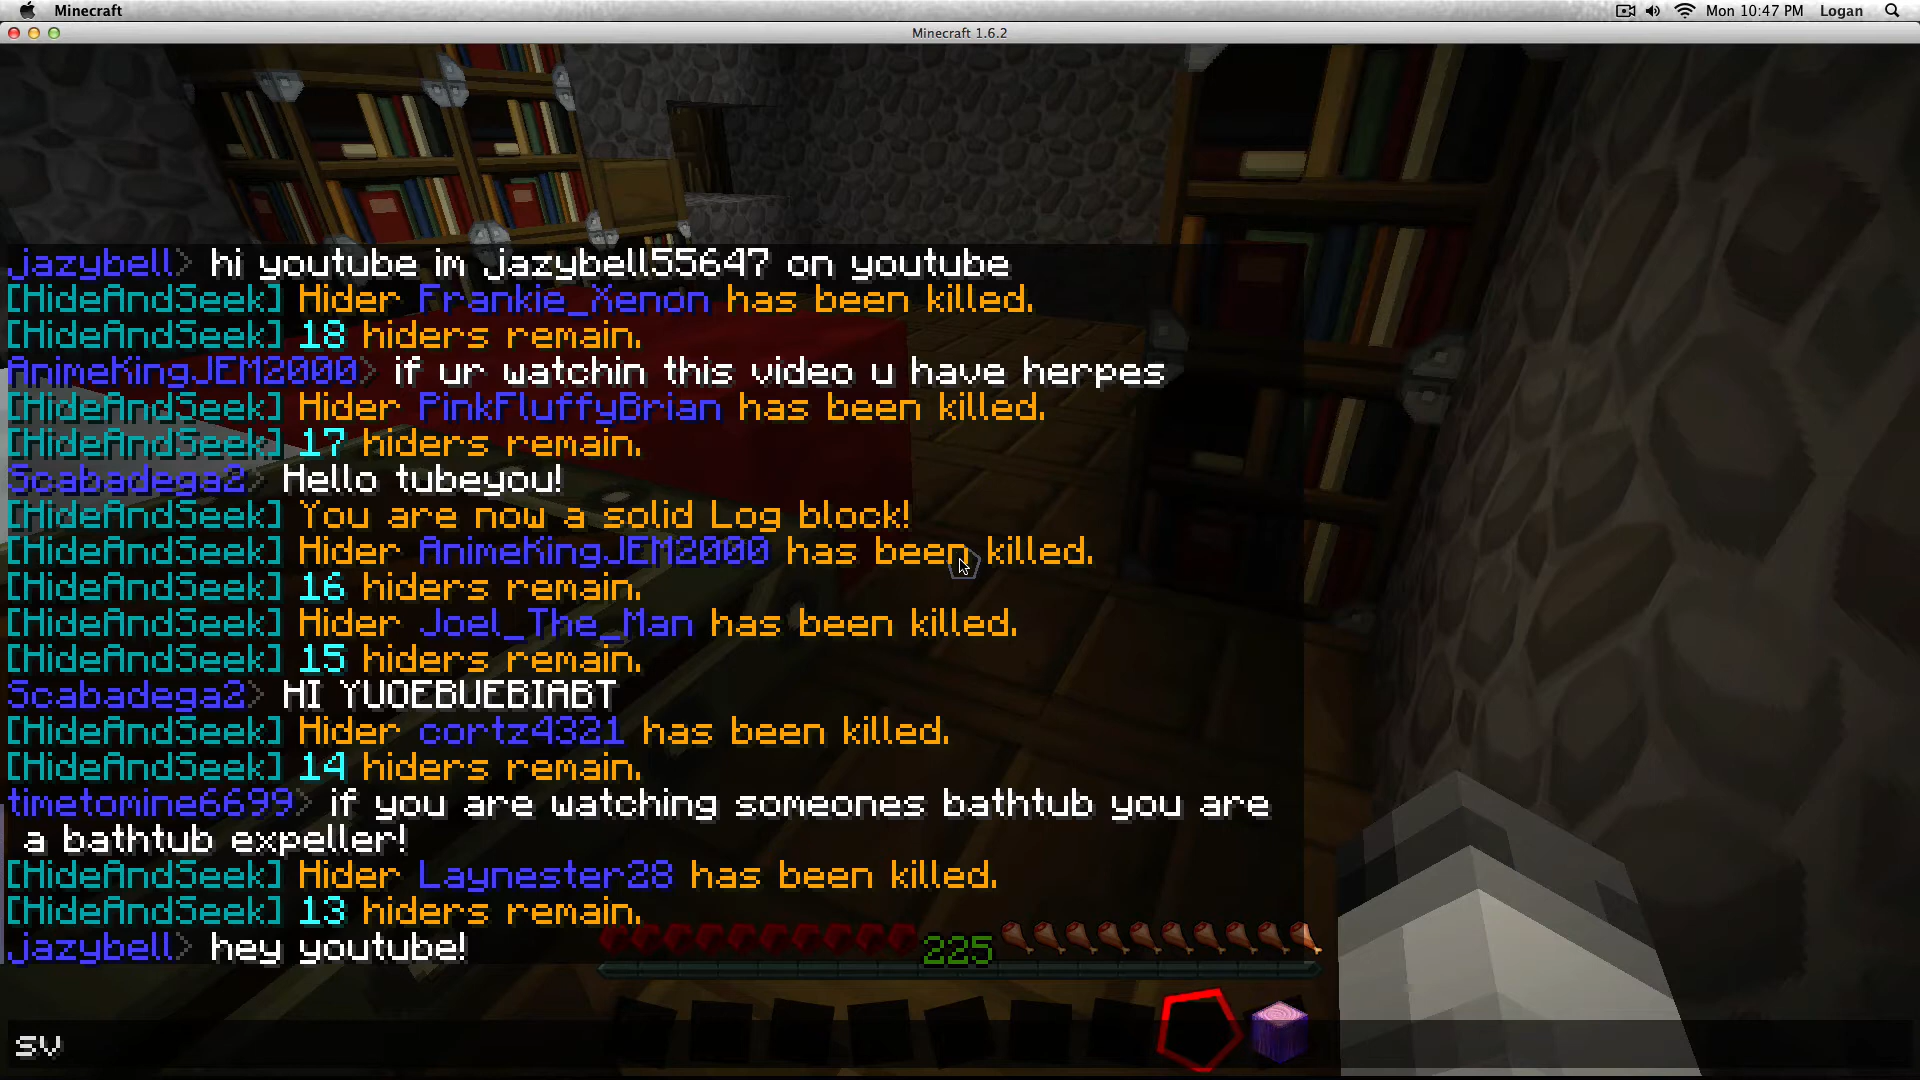 Minecraft
Mon 10:47 PM Logan
Minecraft 1.6.2
jazybell> hi youtube im jazybell55647 on youtube
[HideAndSeek] Hider Frankie_Xenon has been killed.
[HideAndSeek] 18 hiders remain.
AnimeKingJEM2000> if ur watchin this video u have herpes
[HideAndSeek] Hider PinkFluffyBrian has been killed.
[HideAndSeek] 17 hiders remain.
Scabadega2> Hello tubeyou!
[HideAndSeek] You are now a solid Log block!
[HideAndSeek] Hider AnimeKingJEM2000 has been killed.
[HideAndSeek] 16 hiders remain.
[HideAndSeek] Hider Joel_The_Man has been killed.
[HideAndSeek] 15 hiders remain.
Scabadega2> HI YUOEBUEBIABT
[HideAndSeek] Hider cortz4321 has been killed.
[HideAndSeek] 14 hiders remain.
timetomine6699> if you are watching someones bathtub you are
a bathtub expeller!
[HideAndSeek] Hider Laynester28 has been killed.
[HideAndSeek] 13 hiders remain.
jazybell> hey youtube!
225
sv